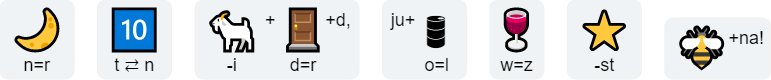 n=r
10
t ⇄ n
+
-i
+d,
d=r
ju+
o=l
w=z
-st
+na!